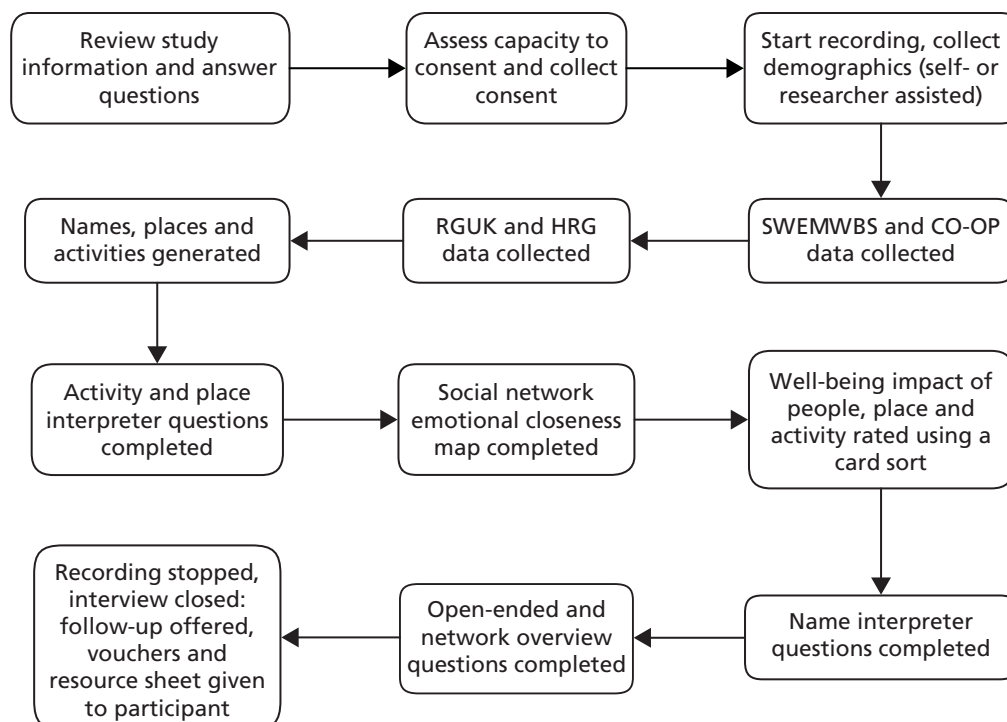 Review study
information and answer
questions
Assess capacity to
consent and collect
consent
Start recording, collect
demographics (self- or
researcher assisted)
SWEMWBS and CO-OP
data collected
RGUK and HRG
data collected
Names, places and
activities generated
Activity and place
interpreter questions
completed
Social network
emotional closeness
map completed
Well-being impact of
people, place and
activity rated using a
card sort
Name interpreter
questions completed
Open-ended and
network overview
questions completed
Recording stopped,
interview closed:
follow-up offered,
vouchers and
resource sheet given
to participant